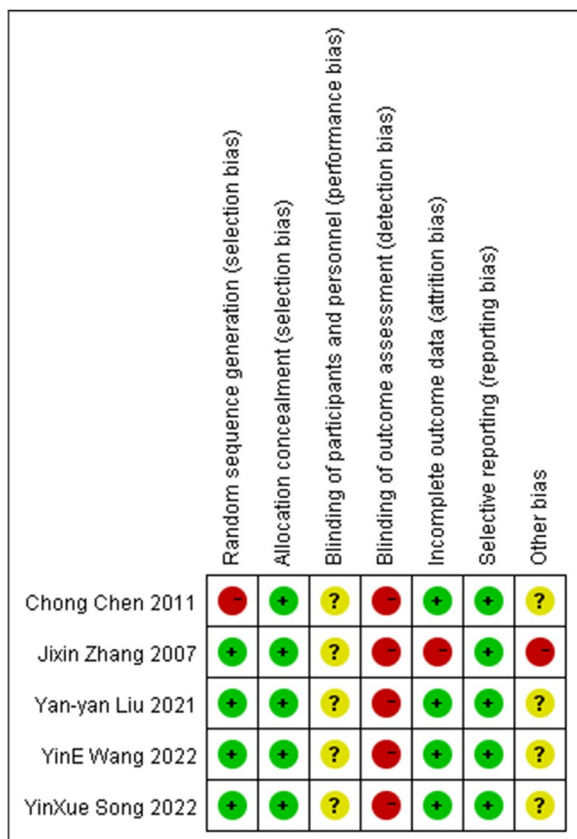 Random sequence generation (selection bias)
Allocation concealment (selection bias)
Blinding of participants and personnel (performance bias)
Blinding of outcome assessment (detection bias)
Incomplete outcome data (attrition bias)
Selective reporting (reporting bias)
Other bias
Chong Chen 2011 - + ? - + + ?
Jixin Zhang 2007 + + ? - - + -
Yan-yan Liu 2021 + + ? - + + ?
YinE Wang 2022 + + ? - + + ?
YinXue Song 2022 + + ? - + + ?